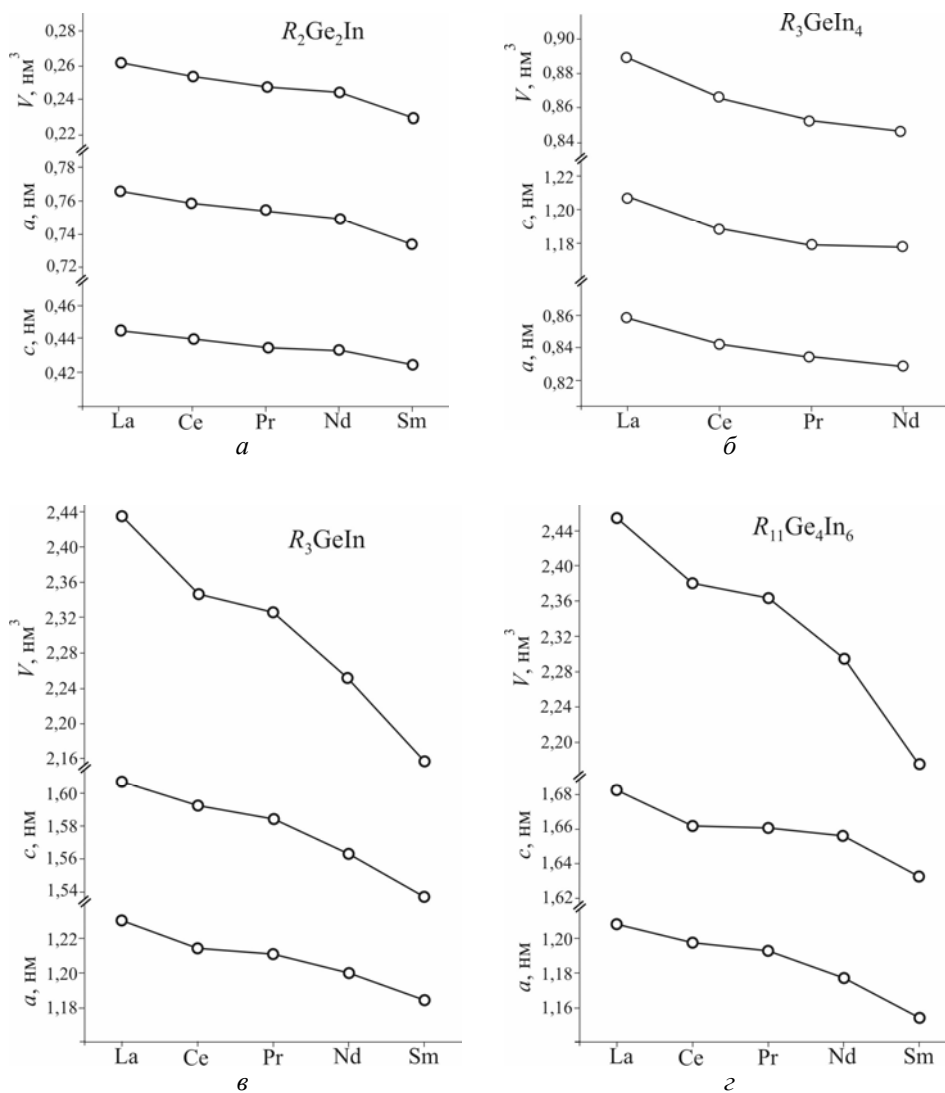 R₂Ge₂In
V, нм³
0,28
0,26
0,24
0,22
a, нм
0,78
0,76
0,74
0,72
c, нм
0,46
0,44
0,42
La Ce Pr Nd Sm
а
R₃GeIn₄
V, нм³
0,90
0,88
0,86
0,84
c, нм
1,22
1,20
1,18
a, нм
0,86
0,84
0,82
La Ce Pr Nd
б
R₃GeIn
V, нм³
2,44
2,40
2,36
2,32
2,28
2,24
2,20
2,16
c, нм
1,60
1,58
1,56
1,54
a, нм
1,22
1,20
1,18
La Ce Pr Nd Sm
в
R₁₁Ge₄In₆
V, нм³
2,44
2,40
2,36
2,32
2,28
2,24
2,20
c, нм
1,68
1,66
1,64
1,62
a, нм
1,20
1,18
1,16
La Ce Pr Nd Sm
г